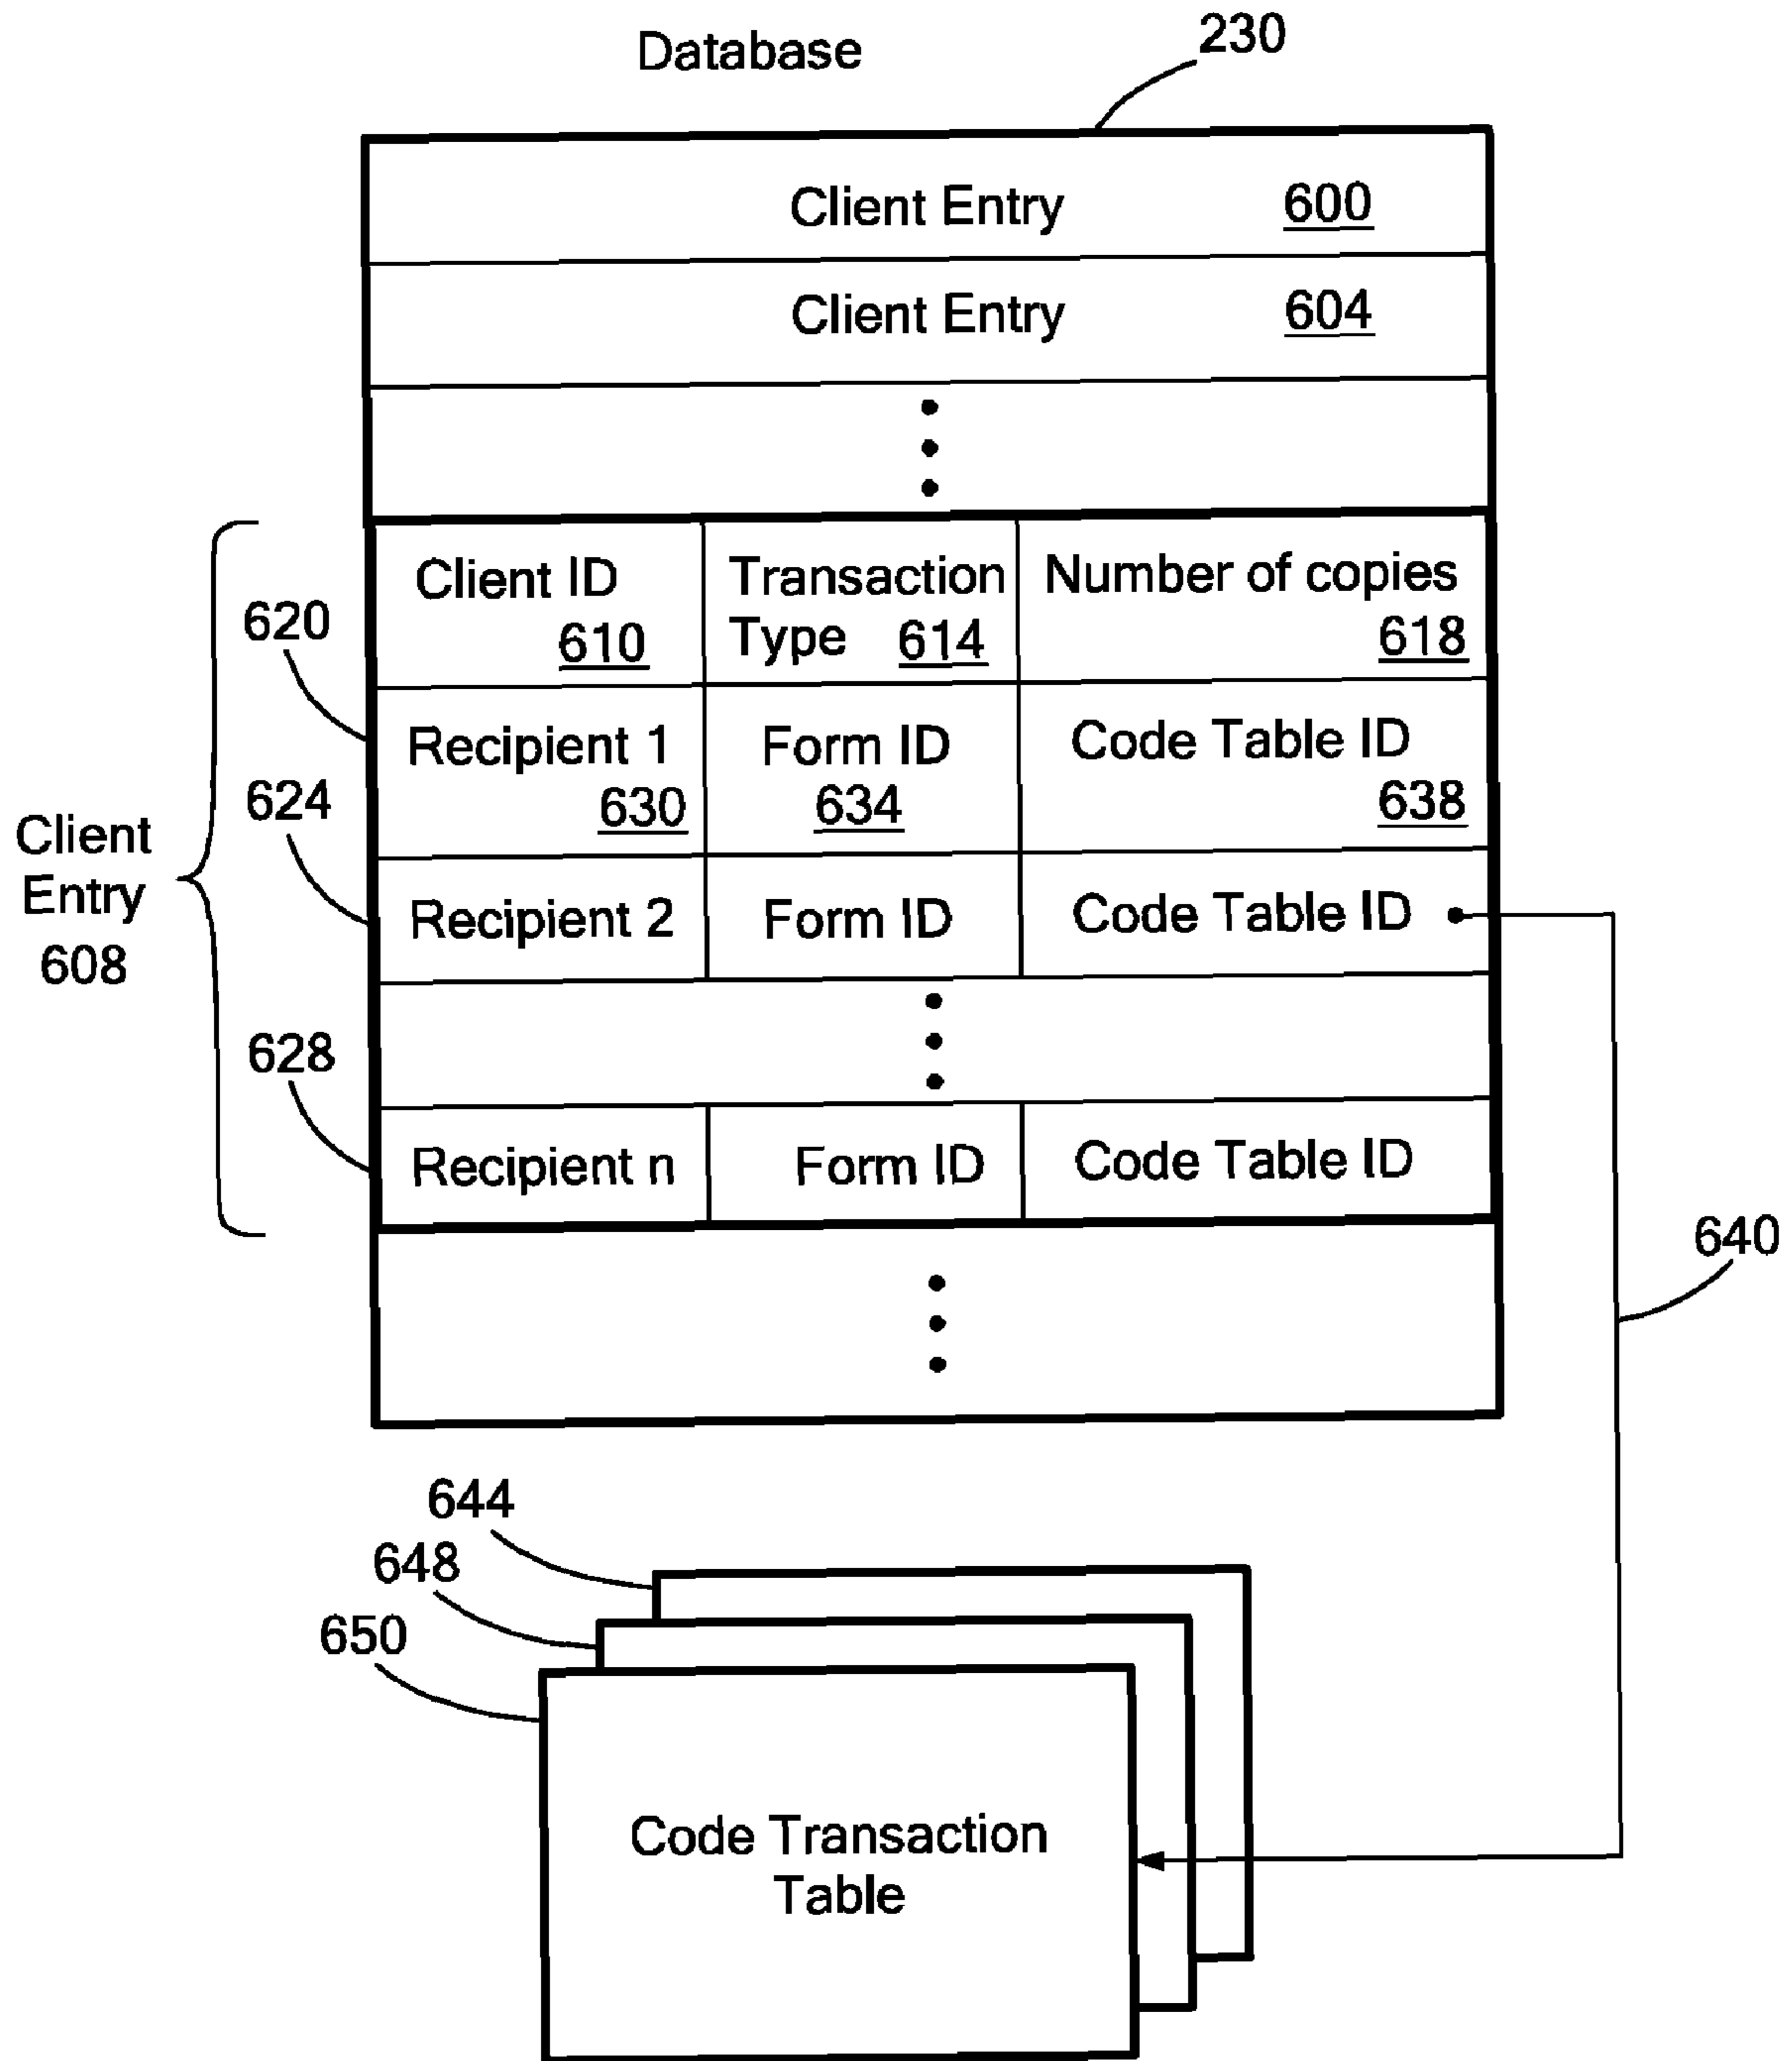 Database
230
Client Entry 600
Client Entry 604
Client ID
610
Transaction
Type 614
Number of copies
618
620
Recipient 1
630
Form ID
634
Code Table ID
638
624
Client
Entry
608
Recipient 2
Form ID
Code Table ID
628
Recipient n
Form ID
Code Table ID
640
644
648
650
Code Transaction
Table